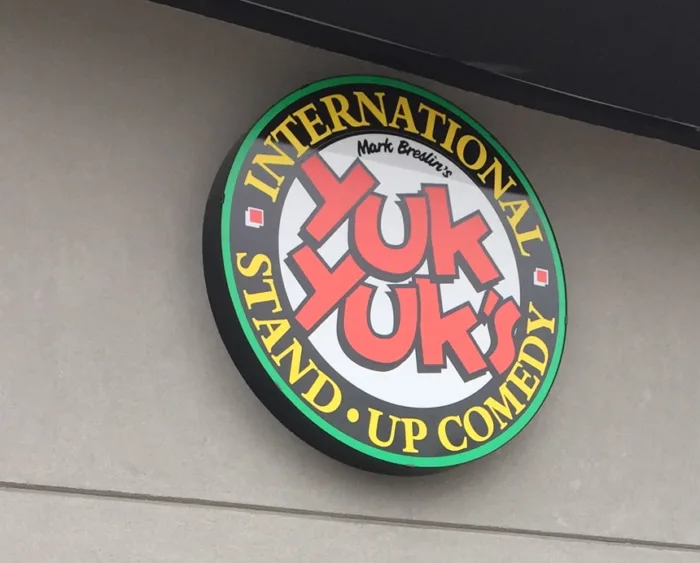 INTERNATIONAL
Mark Breslin's
YUK
YUK'S
STAND•UP COMEDY